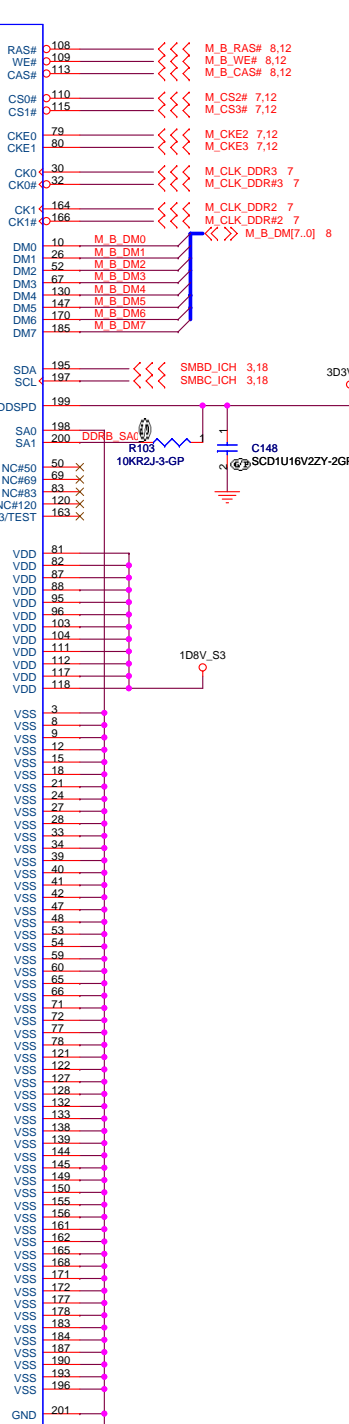 RAS# 108 M_B_RAS# 8,12
WE# 109 M_B_WE# 8,12
CAS# 113 M_B_CAS# 8,12
CS0# 110 M_CS2# 7,12
CS1# 115 M_CS3# 7,12
CKE0 79 M_CKE2 7,12
CKE1 80 M_CKE3 7,12
CK0 30 M_CLK_DDR3 7
CK0# 32 M_CLK_DDR#3 7
CK1 164 M_CLK_DDR2 7
CK1# 166 M_CLK_DDR#2 7
M_B_DM[7..0] 8
DM0 10 M_B_DM0
DM1 26 M_B_DM1
DM2 52 M_B_DM2
DM3 67 M_B_DM3
DM4 130 M_B_DM4
DM5 147 M_B_DM5
DM6 170 M_B_DM6
DM7 185 M_B_DM7
SDA 195 SMBD_ICH 3,18
SCL 197 SMBC_ICH 3,18
3D3V
DDSPD 199
SA0 198
SA1 200 DDRB_SA0 1 1
R103 C148
10KR2J-3-GP 2 SCD1U16V2ZY-2GP
NC#50 50
NC#69 69
NC#83 83
NC#120 120
3/TEST 163
VDD 81
VDD 82
VDD 87
VDD 88
VDD 95
VDD 96
VDD 103
VDD 104
VDD 111
VDD 112 1D8V_S3
VDD 117
VDD 118
VSS 3
VSS 8
VSS 9
VSS 12
VSS 15
VSS 18
VSS 21
VSS 24
VSS 27
VSS 28
VSS 33
VSS 34
VSS 39
VSS 40
VSS 41
VSS 42
VSS 47
VSS 48
VSS 53
VSS 54
VSS 59
VSS 60
VSS 65
VSS 66
VSS 71
VSS 72
VSS 77
VSS 78
VSS 121
VSS 122
VSS 127
VSS 128
VSS 132
VSS 133
VSS 138
VSS 139
VSS 144
VSS 145
VSS 149
VSS 150
VSS 155
VSS 156
VSS 161
VSS 162
VSS 165
VSS 168
VSS 171
VSS 172
VSS 177
VSS 178
VSS 183
VSS 184
VSS 187
VSS 190
VSS 193
VSS 196
GND 201